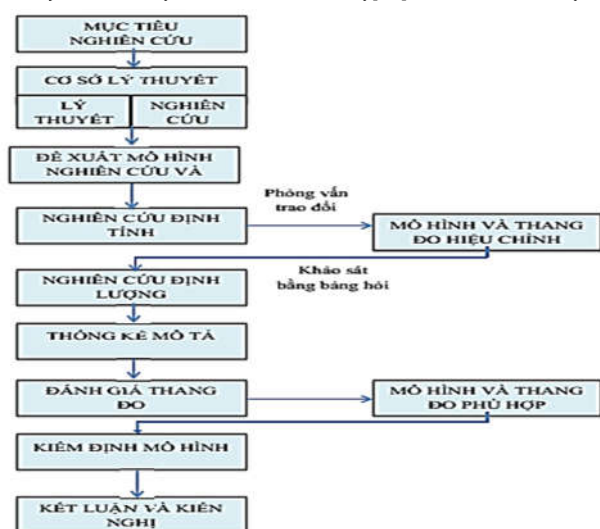 MỤC TIÊU
NGHIÊN CỨU
CƠ SỞ LÝ THUYẾT
LÝ
THUYẾT
NGHIÊN
CỨU
ĐỀ XUẤT MÔ HÌNH
NGHIÊN CỨU VÀ
NGHIÊN CỨU ĐỊNH
TÍNH
Phỏng vấn
trao đổi
MÔ HÌNH VÀ THANG
ĐO HIỆU CHỈNH
NGHIÊN CỨU ĐỊNH
LƯỢNG
Khảo sát
bằng bảng hỏi
THỐNG KÊ MÔ TẢ
ĐÁNH GIÁ THANG
ĐO
MÔ HÌNH VÀ THANG
ĐO PHÙ HỢP
KIỂM ĐỊNH MÔ HÌNH
KẾT LUẬN VÀ KIẾN
NGHỊ